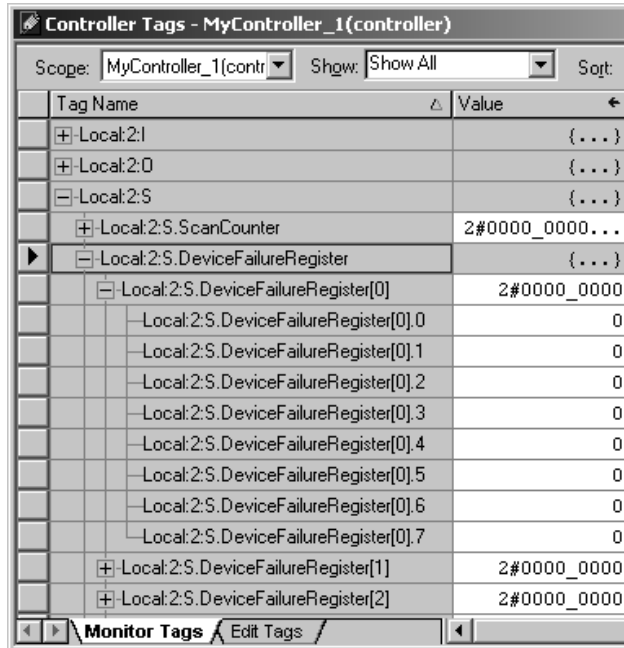 Controller Tags - MyController_1(controller)
Scope: MyController_1(contr Show: Show All Sort:
Tag Name Value
Local:2:I {...}
Local:2:O {...}
Local:2:S {...}
Local:2:S.ScanCounter 2#0000_0000...
Local:2:S.DeviceFailureRegister {...}
Local:2:S.DeviceFailureRegister[0] 2#0000_0000
Local:2:S.DeviceFailureRegister[0].0 0
Local:2:S.DeviceFailureRegister[0].1 0
Local:2:S.DeviceFailureRegister[0].2 0
Local:2:S.DeviceFailureRegister[0].3 0
Local:2:S.DeviceFailureRegister[0].4 0
Local:2:S.DeviceFailureRegister[0].5 0
Local:2:S.DeviceFailureRegister[0].6 0
Local:2:S.DeviceFailureRegister[0].7 0
Local:2:S.DeviceFailureRegister[1] 2#0000_0000
Local:2:S.DeviceFailureRegister[2] 2#0000_0000
Monitor Tags Edit Tags